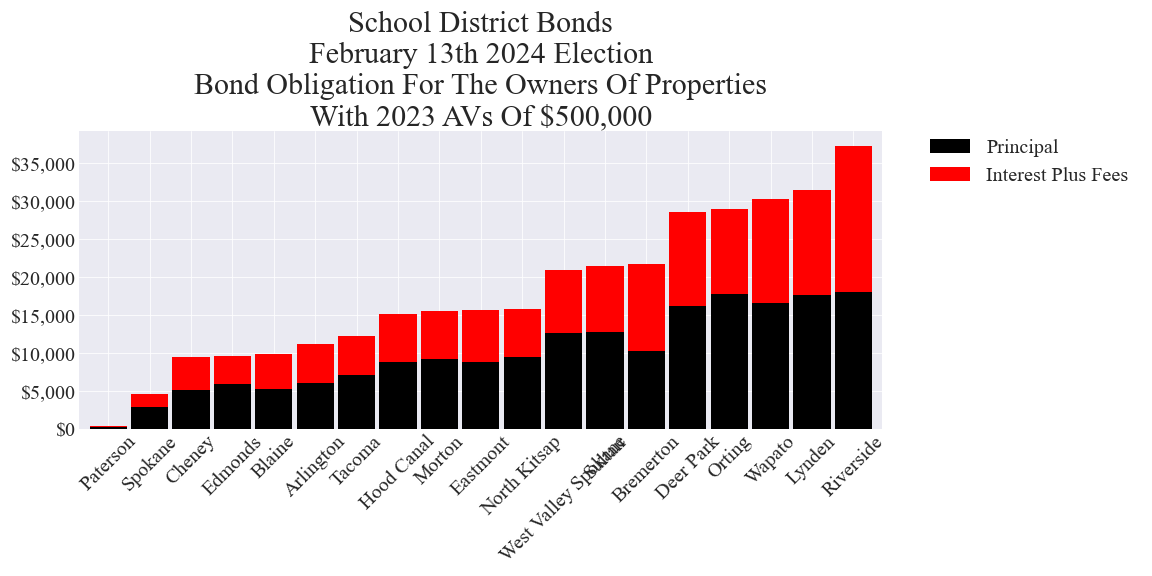 School District Bonds
February 13th 2024 Election
Bond Obligation For The Owners Of Properties
With 2023 AVs Of $500,000
Principal
Interest Plus Fees
$35,000
$30,000
$25,000
$20,000
$15,000
$10,000
$5,000
$0
Paterson
Spokane
Cheney
Edmonds
Blaine
Arlington
Tacoma
Hood Canal
Morton
Eastmont
North Kitsap
West Valley Spokane
Sultan
Bremerton
Deer Park
Orting
Wapato
Lynden
Riverside